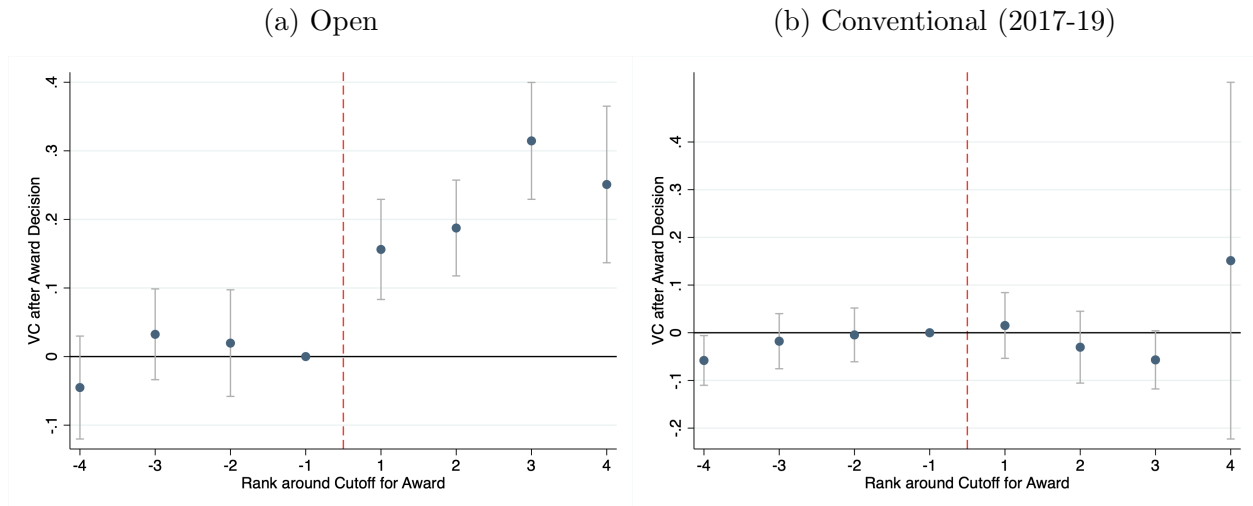 (a) Open
VC after Award Decision
.4
.3
.2
.1
0
-.1
-4 -3 -2 -1 1 2 3 4
Rank around Cutoff for Award
(b) Conventional (2017-19)
VC after Award Decision
.4
.3
.2
.1
0
-.1
-.2
-4 -3 -2 -1 1 2 3 4
Rank around Cutoff for Award